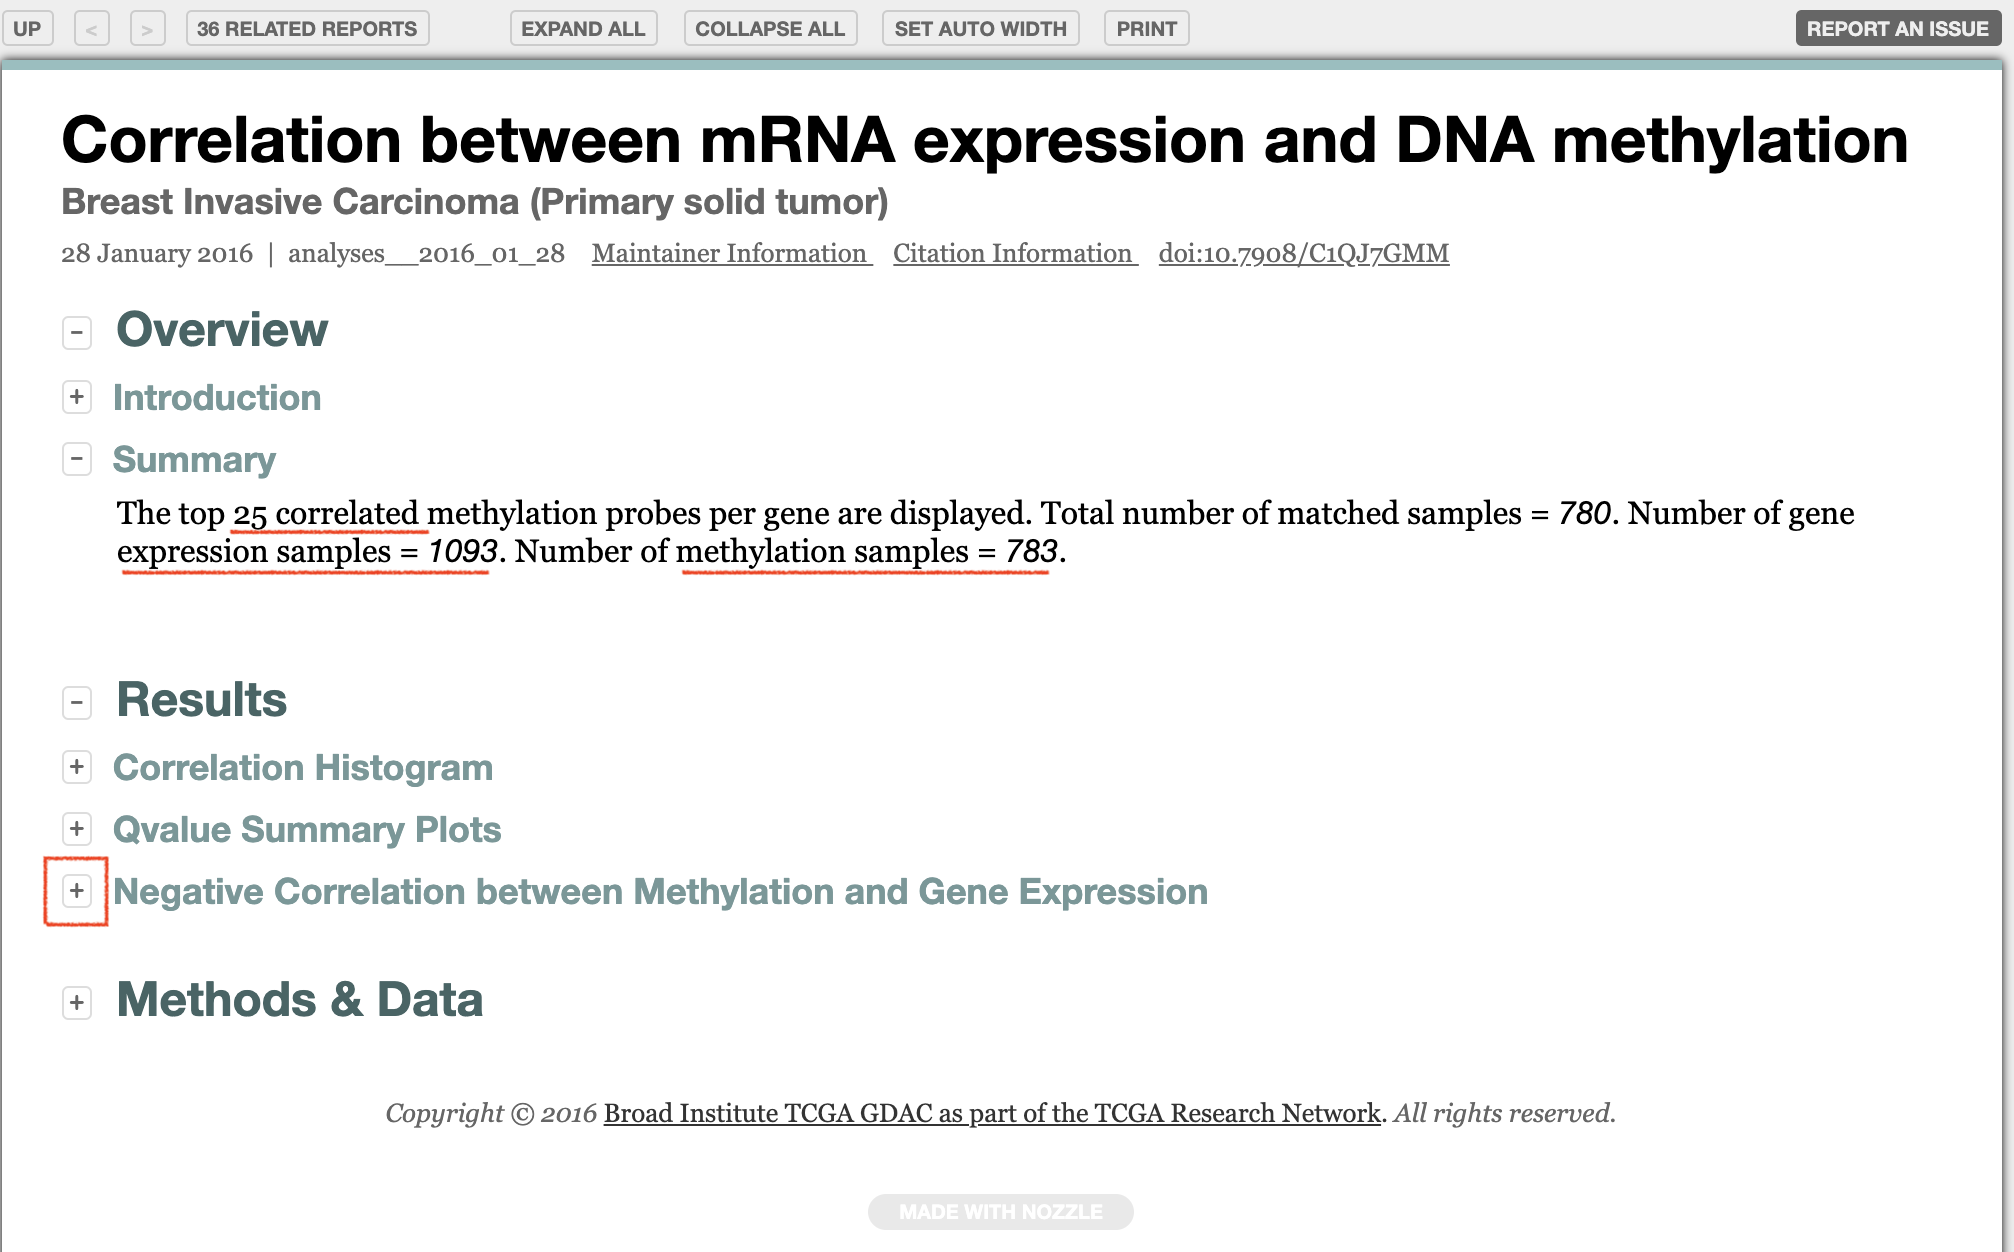 UP < > 36 RELATED REPORTS EXPAND ALL COLLAPSE ALL SET AUTO WIDTH PRINT REPORT AN ISSUE
Correlation between mRNA expression and DNA methylation
Breast Invasive Carcinoma (Primary solid tumor)
28 January 2016 | analyses__2016_01_28 Maintainer Information Citation Information doi:10.7908/C1QJ7GMM
- Overview
+ Introduction
- Summary
The top 25 correlated methylation probes per gene are displayed. Total number of matched samples = 780. Number of gene
expression samples = 1093. Number of methylation samples = 783.
- Results
+ Correlation Histogram
+ Qvalue Summary Plots
+ Negative Correlation between Methylation and Gene Expression
+ Methods & Data
Copyright © 2016 Broad Institute TCGA GDAC as part of the TCGA Research Network. All rights reserved.
MADE WITH NOZZLE